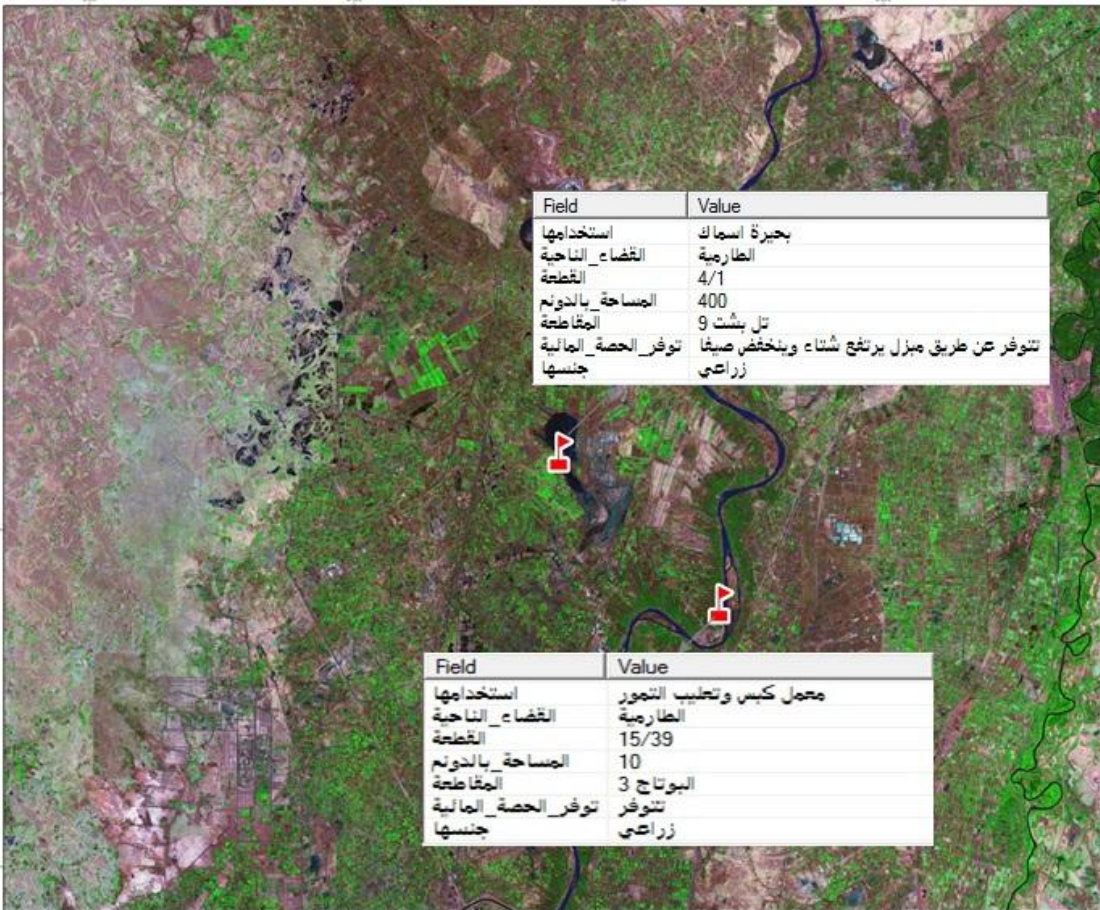 Field Value
استخدامها بحيرة اسماك
القضاء_الناحية الطارمية
القطعة 4/1
المساحة_بالدونم 400
المقاطعة تل بشت 9
توفر_الحصة_المائية تتوفر عن طريق مبزل يرتفع شتاء وينخفض صيفا
جنسها زراعي
Field Value
استخدامها معمل كبس وتعليب التمور
القضاء_الناحية الطارمية
القطعة 15/39
المساحة_بالدونم 10
المقاطعة البوتاج 3
توفر_الحصة_المائية تتوفر
جنسها زراعي